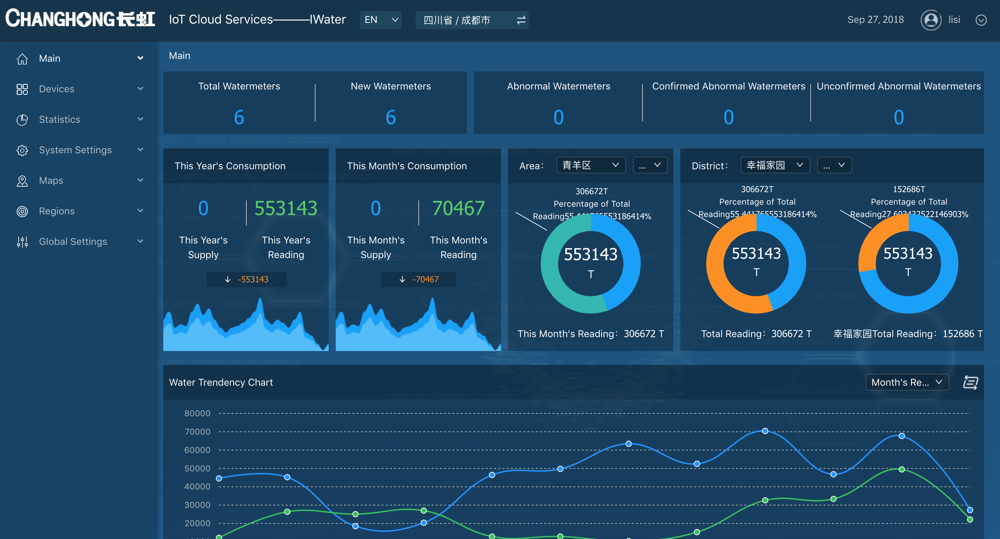 CHANGHONG长虹
IoT Cloud Services———IWater
EN
四川省 / 成都市
Sep 27, 2018
lisi
Main
Devices
Statistics
System Settings
Maps
Regions
Global Settings
Main
Total Watermeters
6
New Watermeters
6
Abnormal Watermeters
0
Confirmed Abnormal Watermeters
0
Unconfirmed Abnormal Watermeters
0
This Year's Consumption
0
553143
This Year's
Supply
This Year's
Reading
-553143
This Month's Consumption
0
70467
This Month's
Supply
This Month's
Reading
-70467
Area：
青羊区
...
306672T
Percentage of Total
Reading55.441765553186414%
553143
T
This Month's Reading：306672 T
District：
幸福家园
...
306672T
Percentage of Total
Reading55.441765553186414%
553143
T
Total Reading：306672 T
152686T
Percentage of Total
Reading27.603432522146903%
553143
T
幸福家园Total Reading：152686 T
Water Trendency Chart
Month's Re...
80000
70000
60000
50000
40000
30000
20000